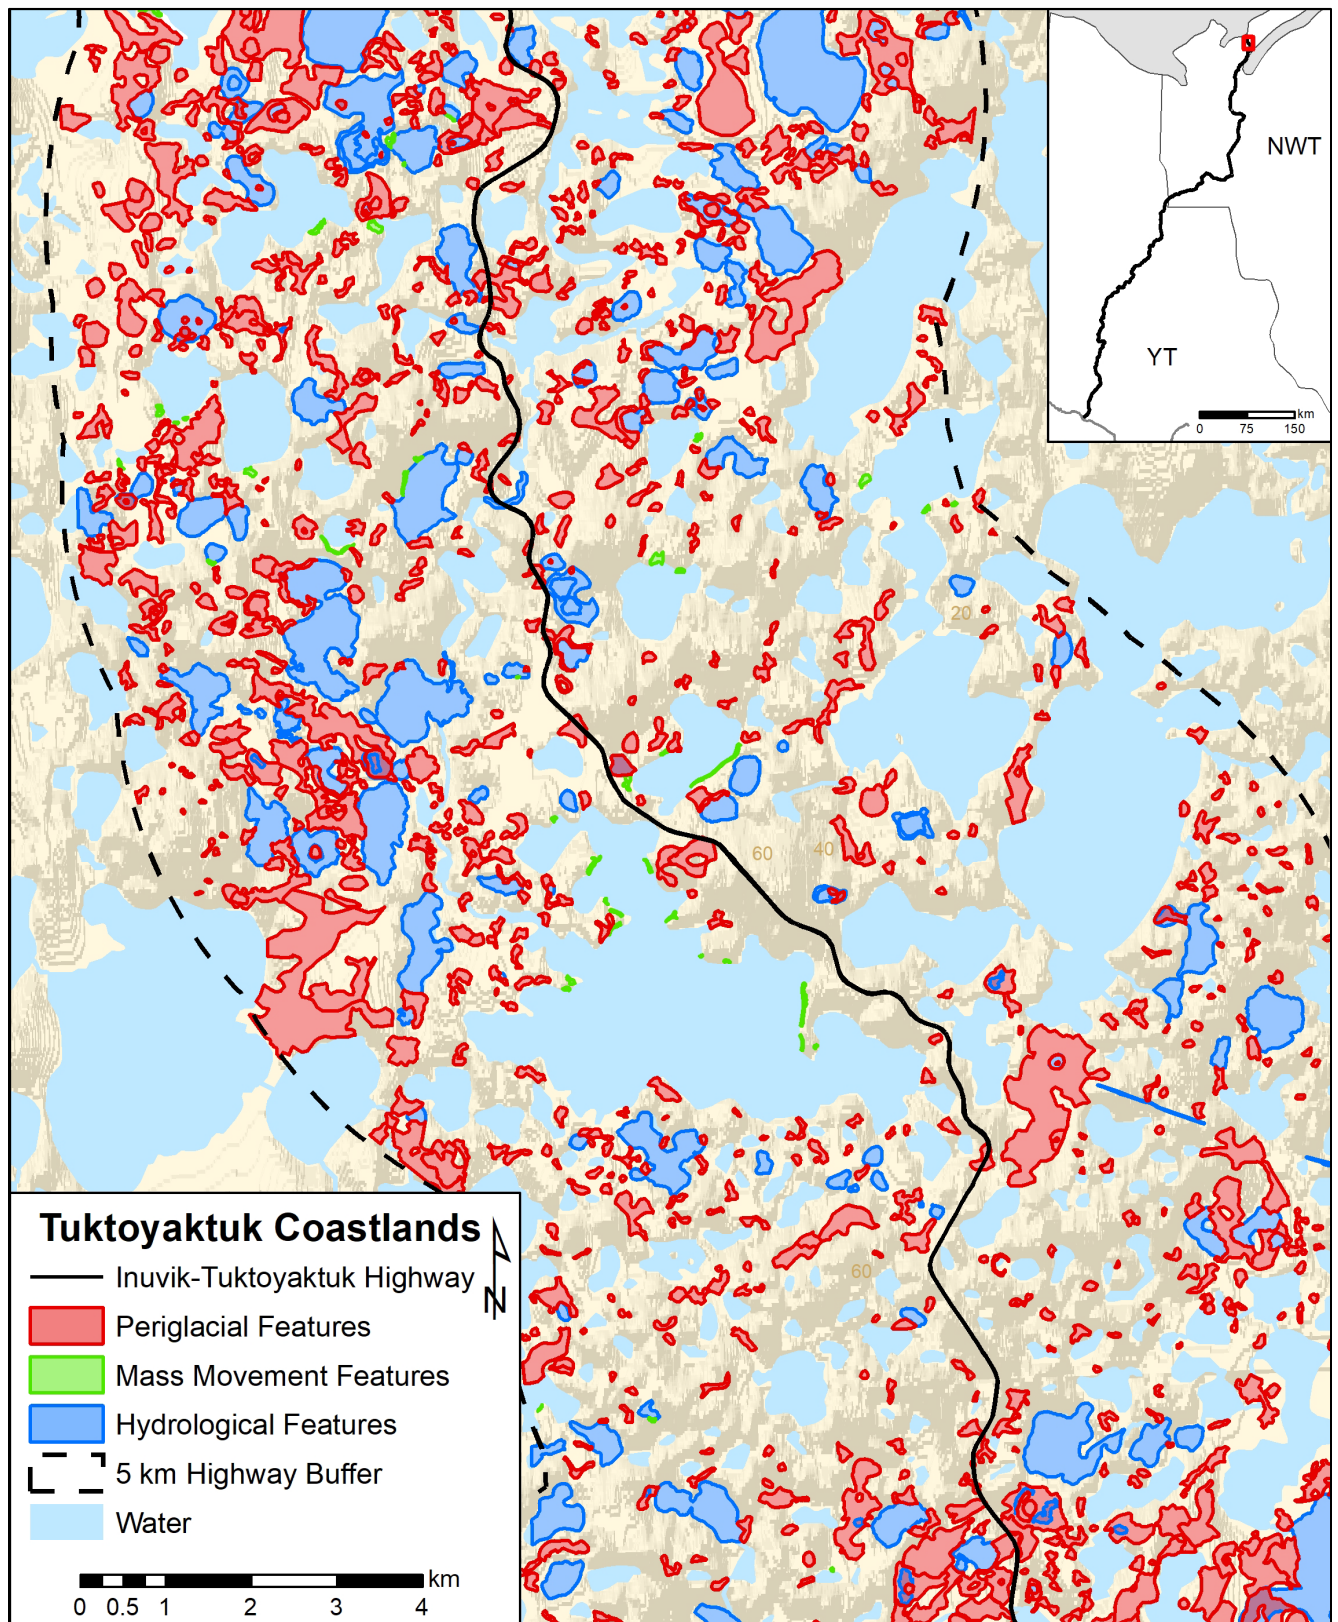 NWT
YT
km
0 75 150
20
60 40
60
Tuktoyaktuk Coastlands
N
Inuvik-Tuktoyaktuk Highway
Periglacial Features
Mass Movement Features
Hydrological Features
5 km Highway Buffer
Water
km
0 0.5 1 2 3 4